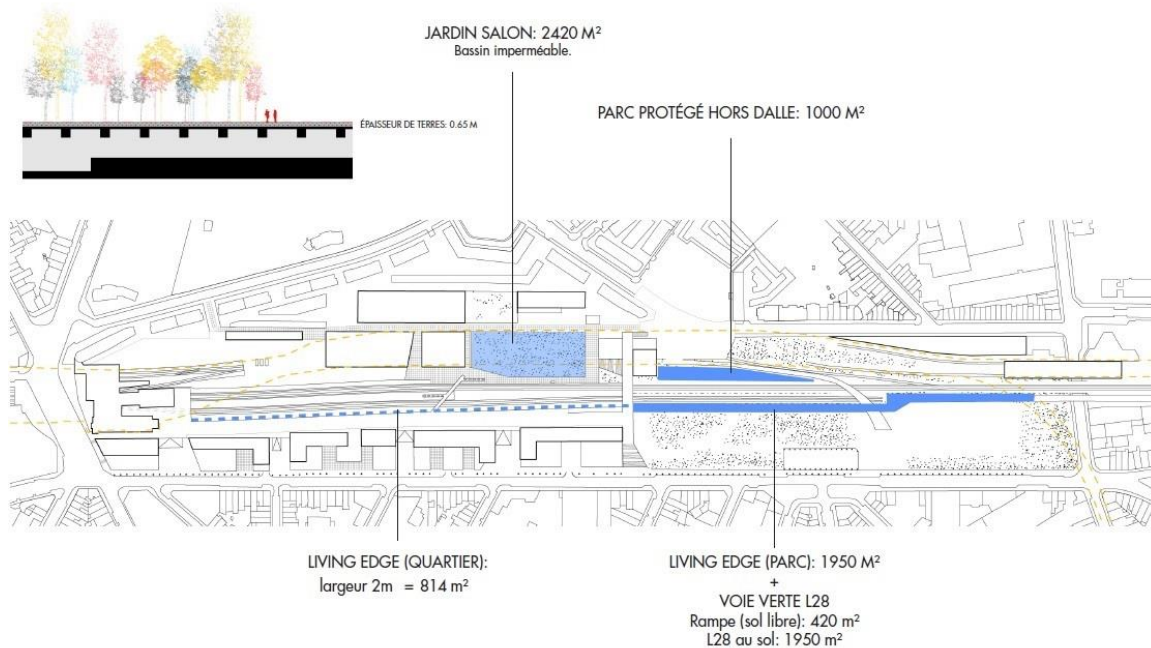 JARDIN SALON: 2420 M²
Bassin imperméable.
PARC PROTÉGÉ HORS DALLE: 1000 M²
ÉPAISSEUR DE TERRES: 0.65 M
LIVING EDGE (QUARTIER):
largeur 2m = 814 m²
LIVING EDGE (PARC): 1950 M²
+
VOIE VERTE L28
Rampe (sol libre): 420 m²
L28 au sol: 1950 m²